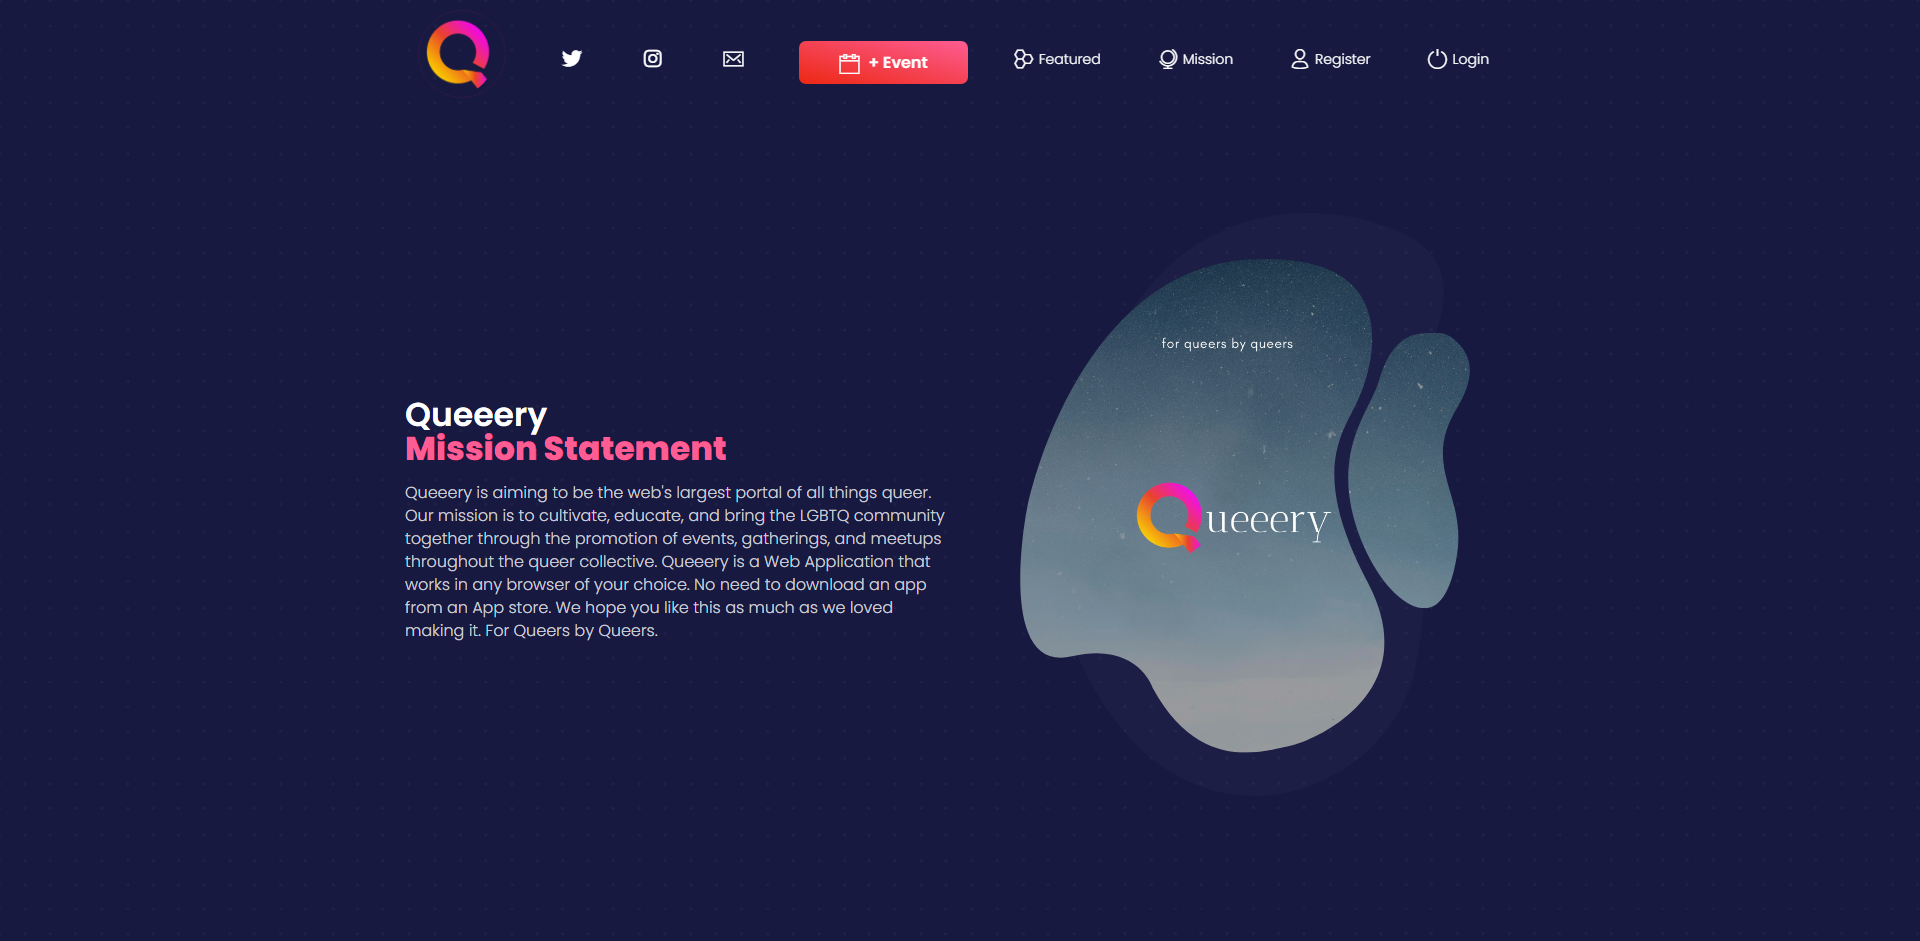 + Event
Featured
Mission
Register
Login
for queers by queers
Queeery
Mission Statement
Queeery is aiming to be the web's largest portal of all things queer.
Our mission is to cultivate, educate, and bring the LGBTQ community
together through the promotion of events, gatherings, and meetups
throughout the queer collective. Queeery is a Web Application that
works in any browser of your choice. No need to download an app
from an App store. We hope you like this as much as we loved
making it. For Queers by Queers.
Queeery